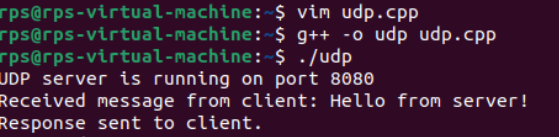 rps@rps-virtual-machine:~$ vim udp.cpp
rps@rps-virtual-machine:~$ g++ -o udp udp.cpp
rps@rps-virtual-machine:~$ ./udp
UDP server is running on port 8080
Received message from client: Hello from server!
Response sent to client.